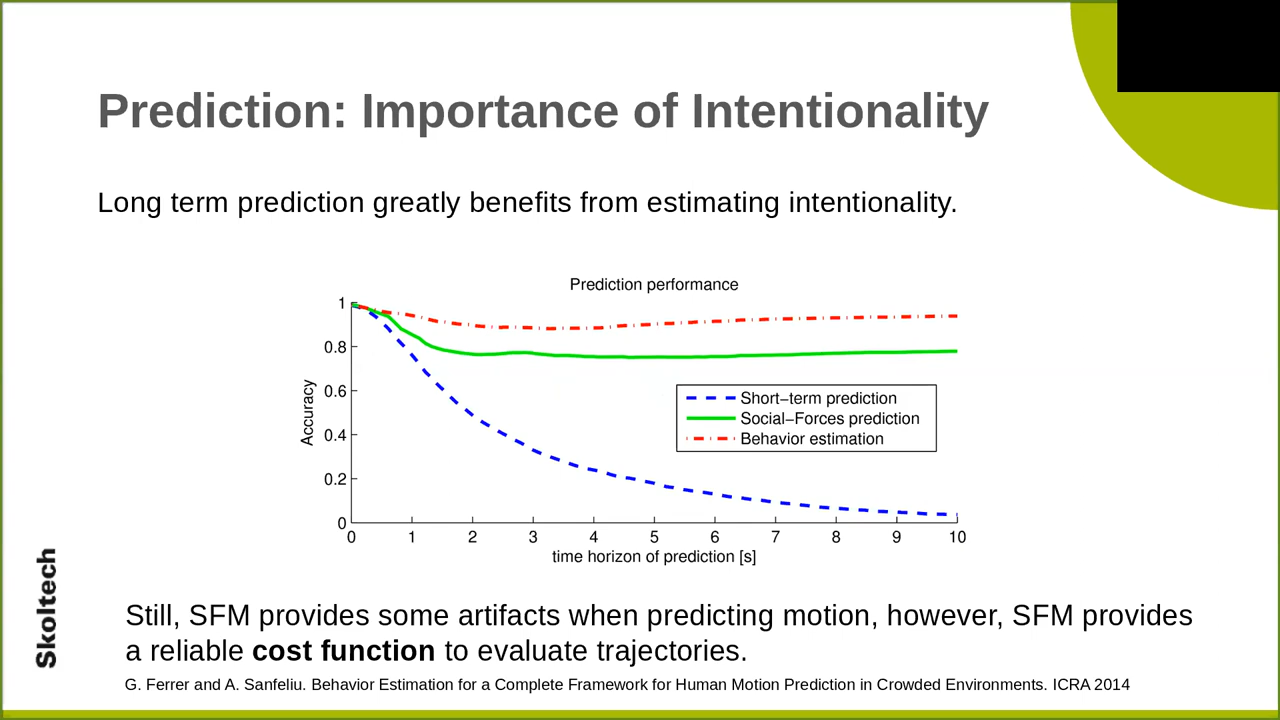 Prediction: Importance of Intentionality
Long term prediction greatly benefits from estimating intentionality.
Prediction performance
1
0.8
0.6
0.4
0.2
0
Accuracy
Short−term prediction
Social−Forces prediction
Behavior estimation
0 1 2 3 4 5 6 7 8 9 10
time horizon of prediction [s]
Still, SFM provides some artifacts when predicting motion, however, SFM provides
a reliable cost function to evaluate trajectories.
G. Ferrer and A. Sanfeliu. Behavior Estimation for a Complete Framework for Human Motion Prediction in Crowded Environments. ICRA 2014
Skoltech